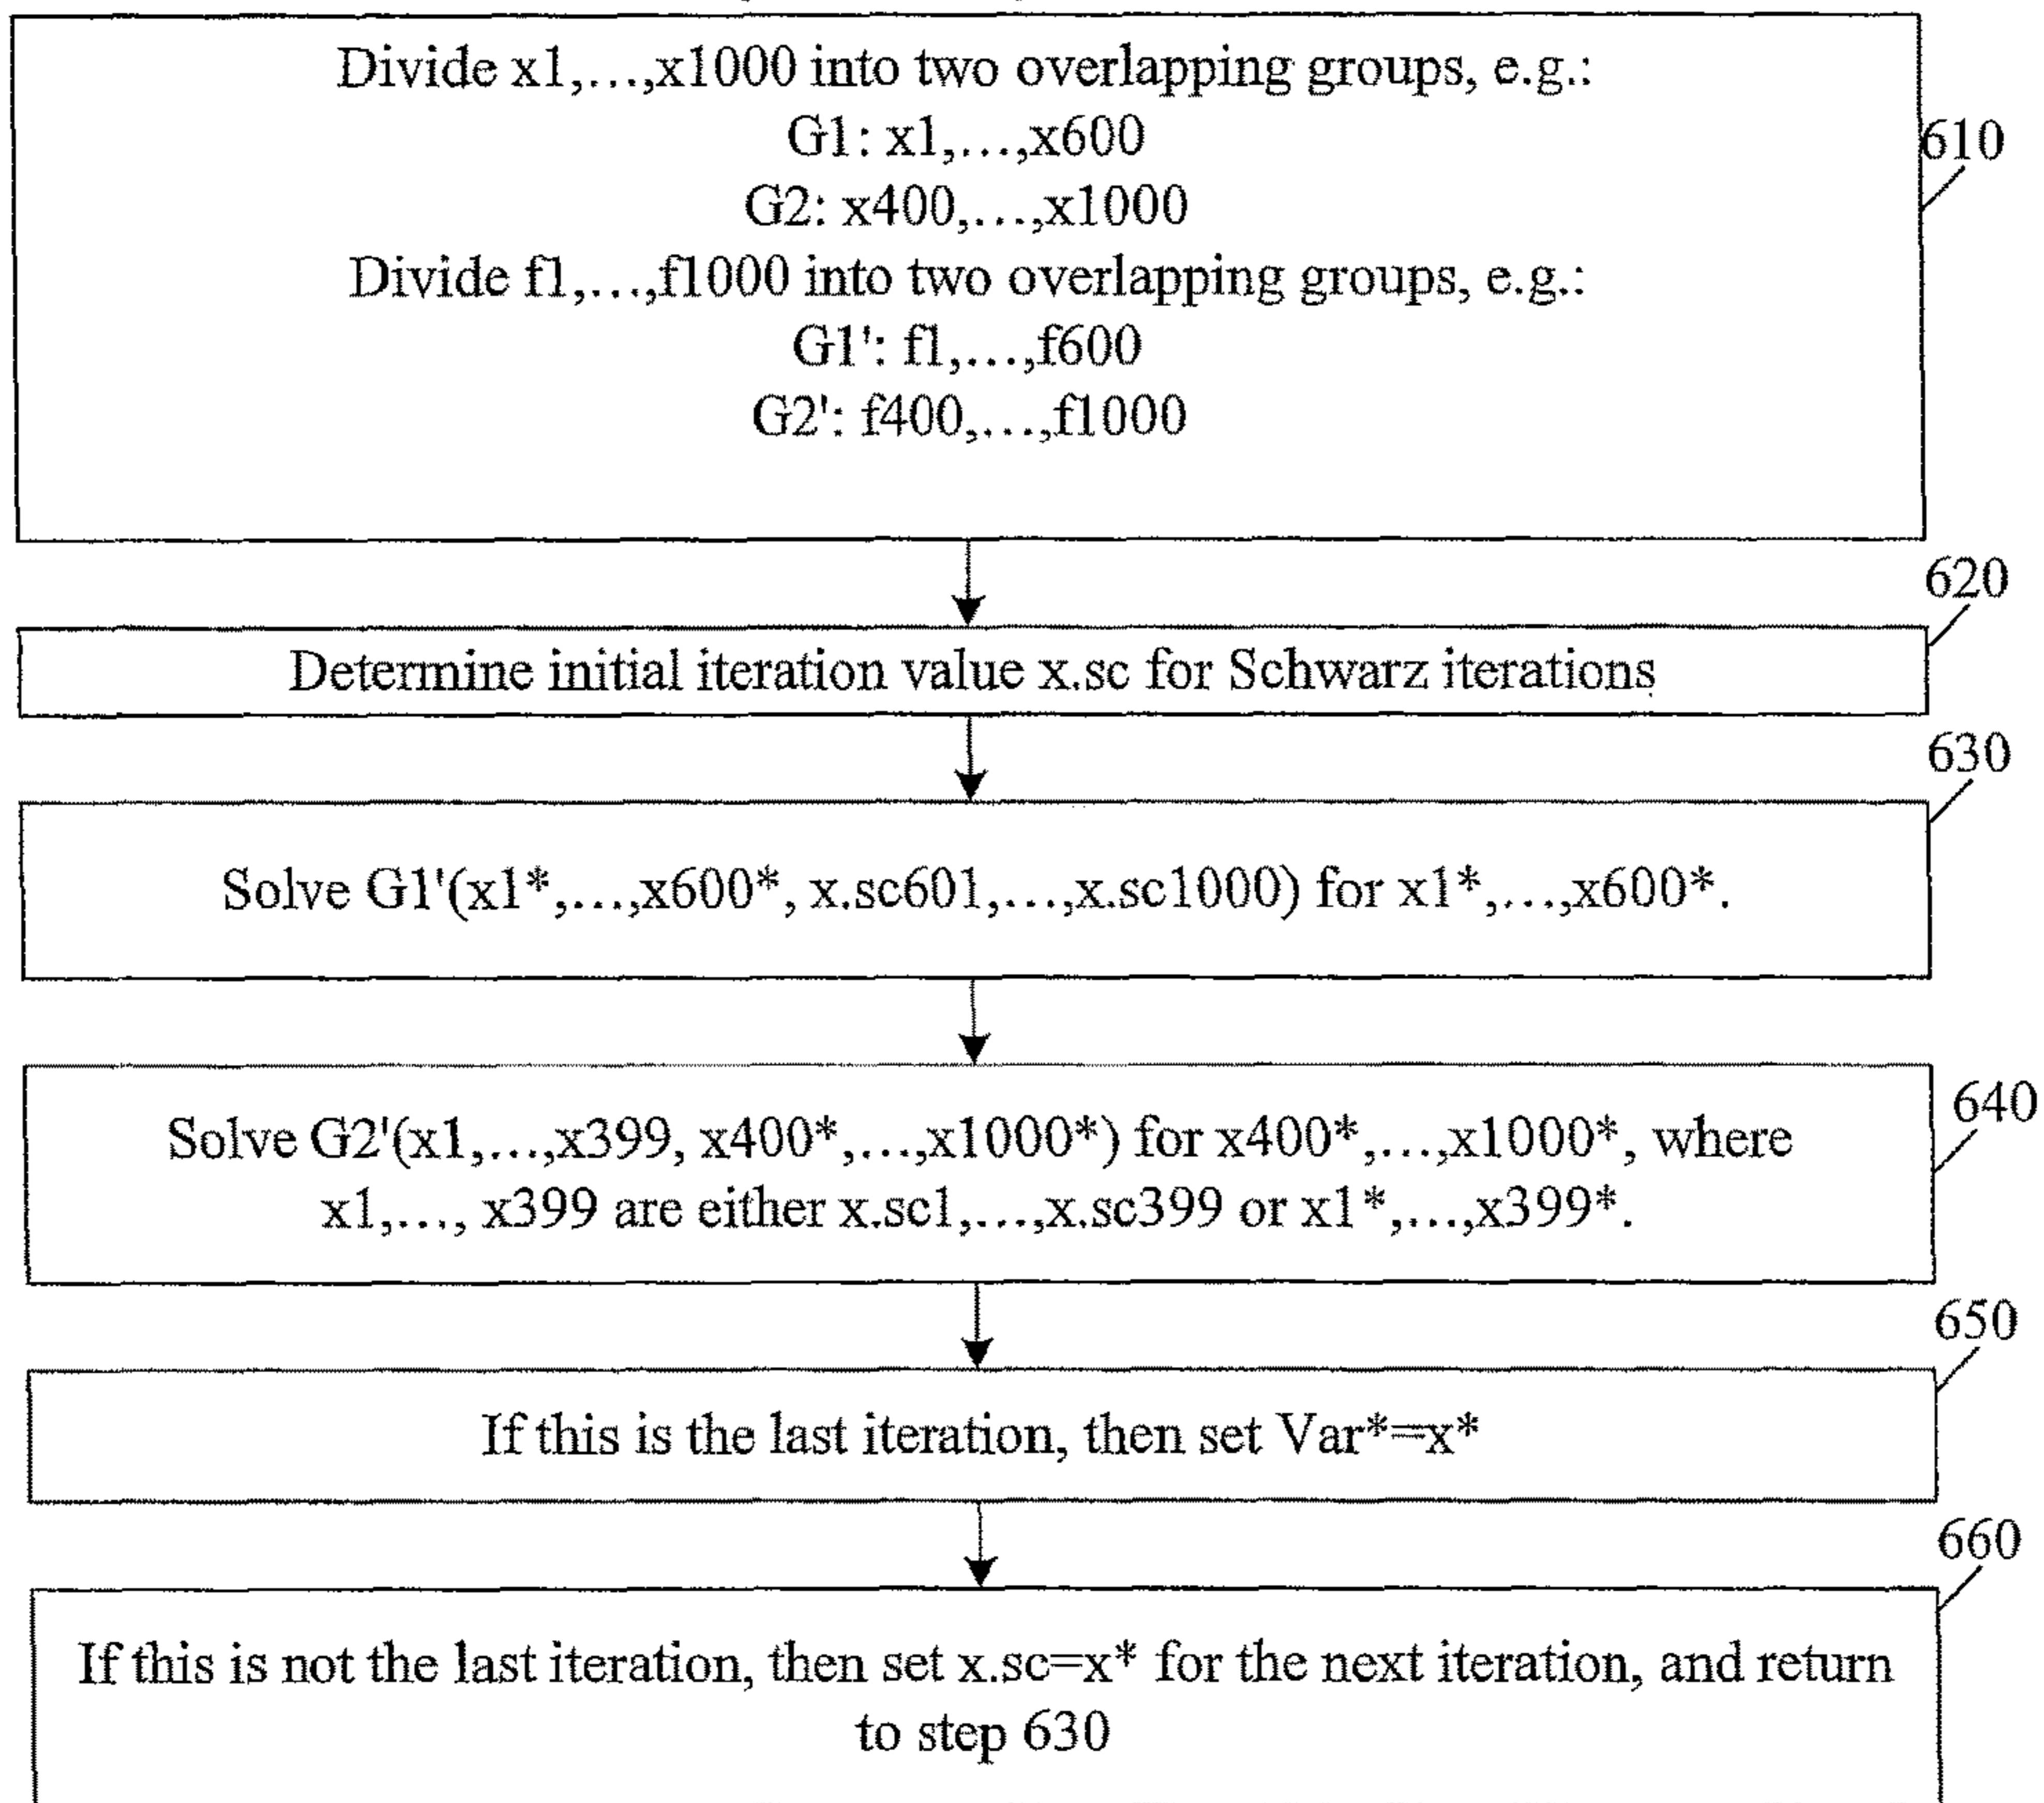 Divide x1,...,x1000 into two overlapping groups, e.g.:
G1: x1,...,x600
G2: x400,...,x1000
Divide f1,...,f1000 into two overlapping groups, e.g.:
G1': f1,...,f600
G2': f400,...,f1000
610
620
Determine initial iteration value x.sc for Schwarz iterations
630
Solve G1'(x1*,...,x600*, x.sc601,...,x.sc1000) for x1*,...,x600*.
640
Solve G2'(x1,...,x399, x400*,...,x1000*) for x400*,...,x1000*, where
x1,..., x399 are either x.sc1,...,x.sc399 or x1*,...,x399*.
650
If this is the last iteration, then set Var*=x*
660
If this is not the last iteration, then set x.sc=x* for the next iteration, and return
to step 630